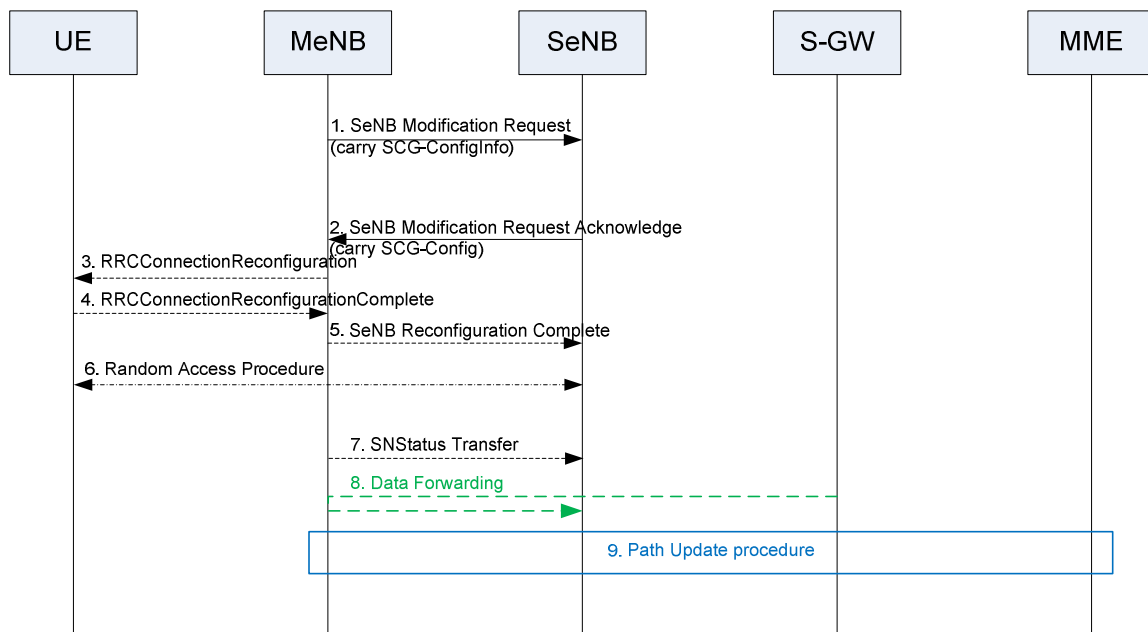 UE
MeNB
SeNB
S-GW
MME
1. SeNB Modification Request
(carry SCG-ConfigInfo)
2. SeNB Modification Request Acknowledge
(carry SCG-Config)
3. RRCConnectionReconfiguration
4. RRCConnectionReconfigurationComplete
5. SeNB Reconfiguration Complete
6. Random Access Procedure
7. SNStatus Transfer
8. Data Forwarding
9. Path Update procedure